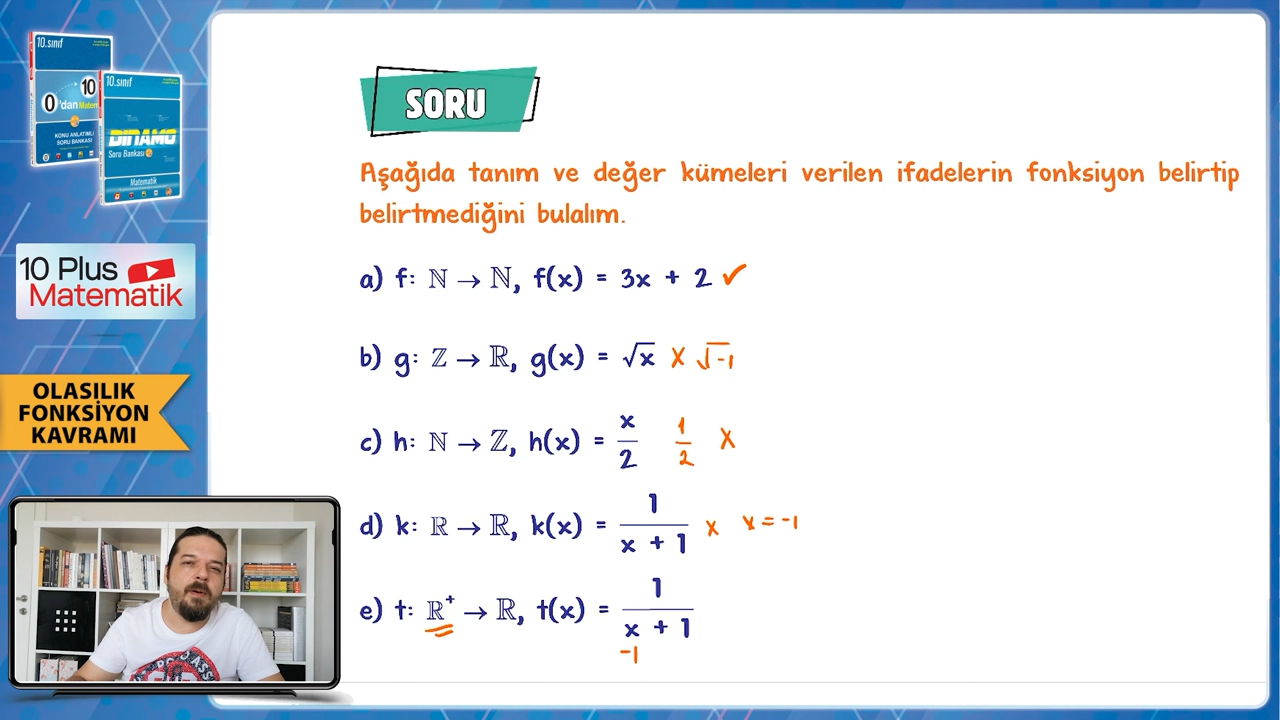 10.sınıf
0'dan 10
KONU ANLATIMLI
SORU BANKASI
10.sınıf
DİNAMO
Soru Bankası
Matematik
10 Plus
Matematik
OLASILIK
FONKSİYON
KAVRAMI
SORU
Aşağıda tanım ve değer kümeleri verilen ifadelerin fonksiyon belirtip
belirtmediğini bulalım.
a) f: ℕ → ℕ, f(x) = 3x + 2 ✓
b) g: ℤ → ℝ, g(x) = √x X √-1
c) h: ℕ → ℤ, h(x) = x/2 1/2 X
d) k: ℝ → ℝ, k(x) = 1/(x + 1) x x = -1
e) t: ℝ⁺ → ℝ, t(x) = 1/(x + 1)
-1